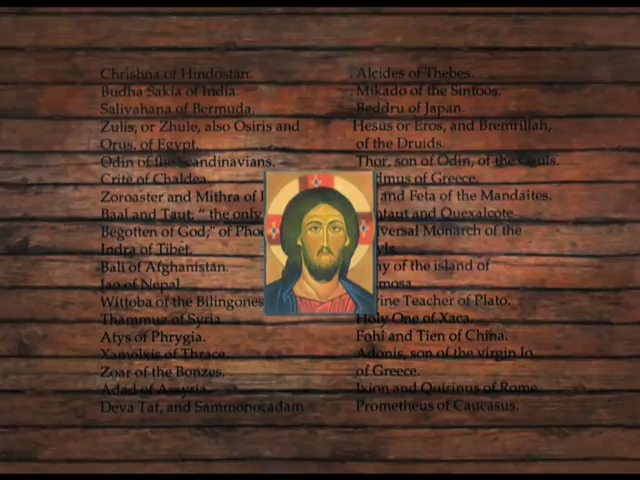 Chrishna of Hindostan.
Budha Sakia of India.
Salivahana of Bermuda.
Zulis, or Zhule, also Osiris and
Orus, of Egypt.
Odin of the Scandinavians.
Crite of Chaldea.
Zoroaster and Mithra of
Baal and Taut, " the only
Begotten of God," of
Indra of Tibet.
Bali of Afghanistan.
Jao of Nepal.
Wittoba of the Bilingones
Thammuz of Syria.
Atys of Phrygia.
Xamolxis of Thrace.
Zoar of the Bonzes.
Adad of Assyria.
Deva Tat, and Sammonocadam
Alcides of Thebes.
Mikado of the Sintoos.
Beddru of Japan.
Hesus or Eros, and Bremrillah,
of the Druids.
Thor, son of Odin, of the Gauls.
of Greece.
and Feta of the Mandaites.
and Quexalcote
Monarch of the
of the island of
Teacher of Plato.
Holy One of Xaca.
Fohi and Tien of China.
Adonis, son of the virgin Io
of Greece.
Ixion and Quirinus of Rome.
Prometheus of Caucasus.